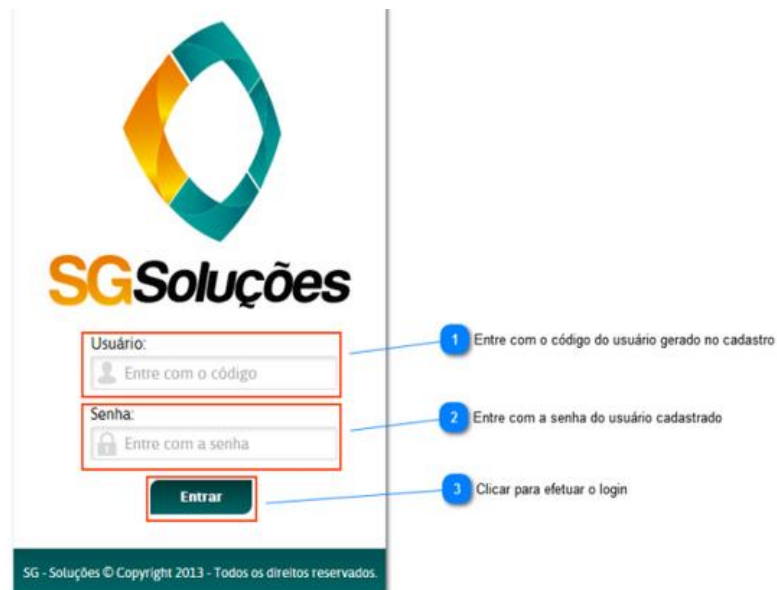 SGSoluções
Usuário:
Entre com o código
1 Entre com o código do usuário gerado no cadastro
Senha:
Entre com a senha
2 Entre com a senha do usuário cadastrado
Entrar
3 Clicar para efetuar o login
SG - Soluções © Copyright 2013 - Todos os direitos reservados.